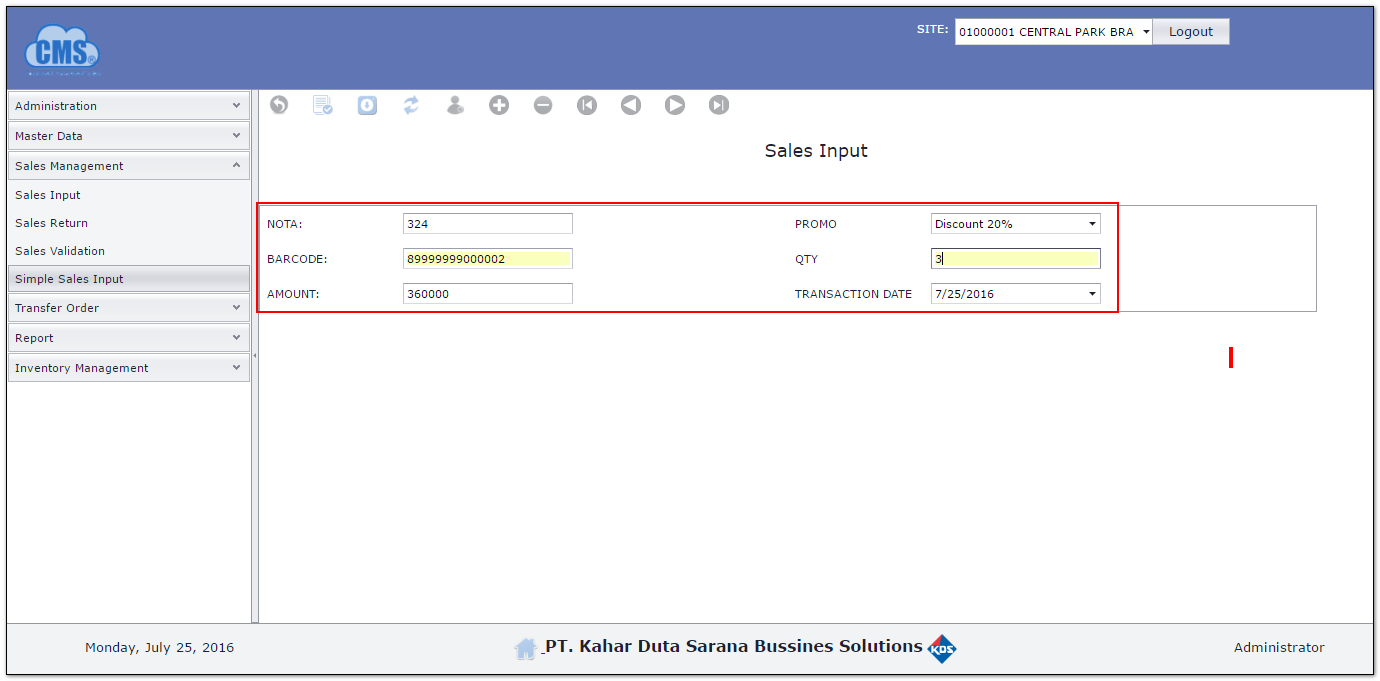 CMS®
SITE: 01000001 CENTRAL PARK BRA Logout
Administration
Master Data
Sales Management
Sales Input
Sales Return
Sales Validation
Simple Sales Input
Transfer Order
Report
Inventory Management
Sales Input
NOTA: 324 PROMO Discount 20%
BARCODE: 89999999000002 QTY 3
AMOUNT: 360000 TRANSACTION DATE 7/25/2016
Monday, July 25, 2016
PT. Kahar Duta Sarana Bussines Solutions KDS
Administrator